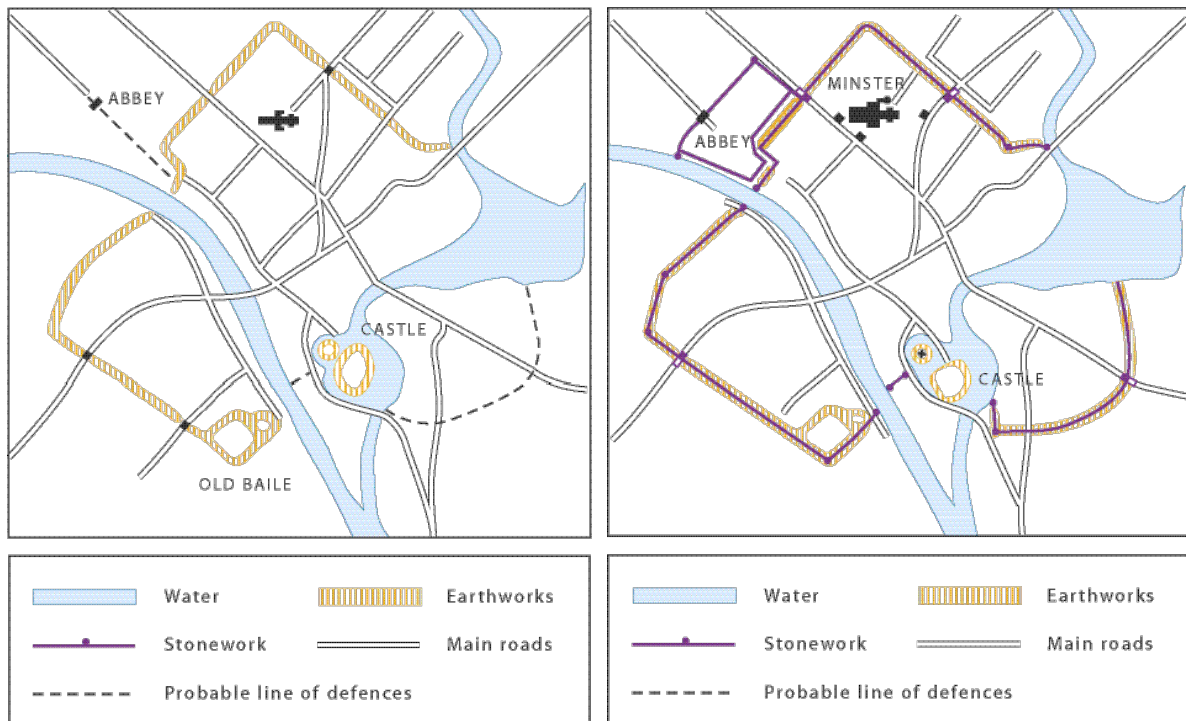 ABBEY
CASTLE
OLD BAILE
Water
Earthworks
Stonework
Main roads
Probable line of defences
MINSTER
ABBEY
CASTLE
Water
Earthworks
Stonework
Main roads
Probable line of defences